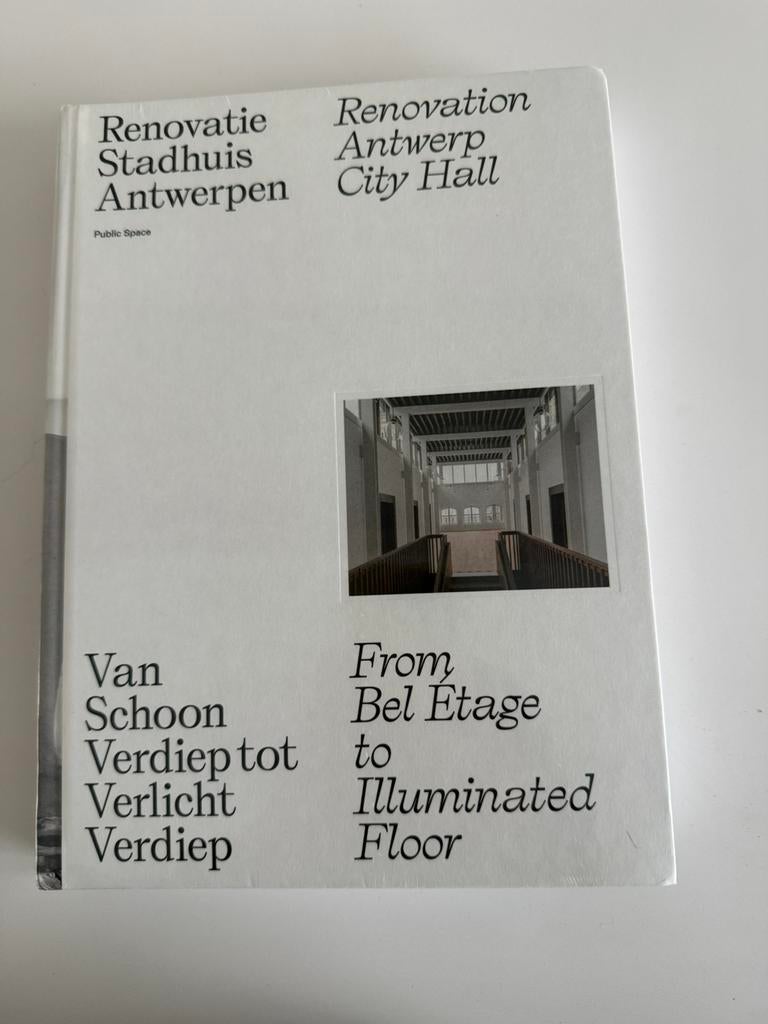 Renovatie
Stadhuis
Antwerpen
Public Space
Renovation
Antwerp
City Hall
Van
Schoon
Verdiep tot
Verlicht
Verdiep
From
Bel Étage
to
Illuminated
Floor